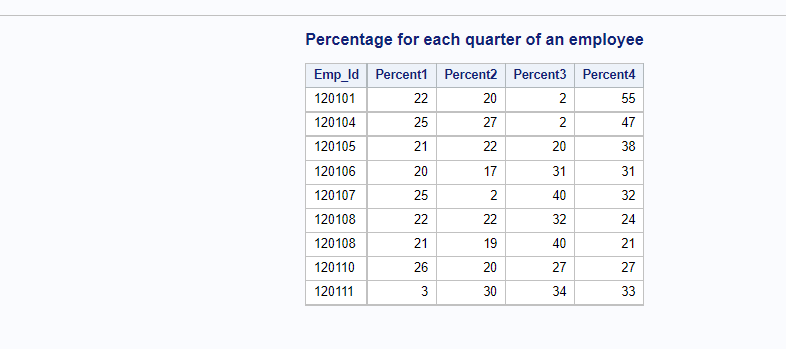 Percentage for each quarter of an employee
Emp_Id Percent1 Percent2 Percent3 Percent4
120101 22 20 2 55
120104 25 27 2 47
120105 21 22 20 38
120106 20 17 31 31
120107 25 2 40 32
120108 22 22 32 24
120108 21 19 40 21
120110 26 20 27 27
120111 3 30 34 33